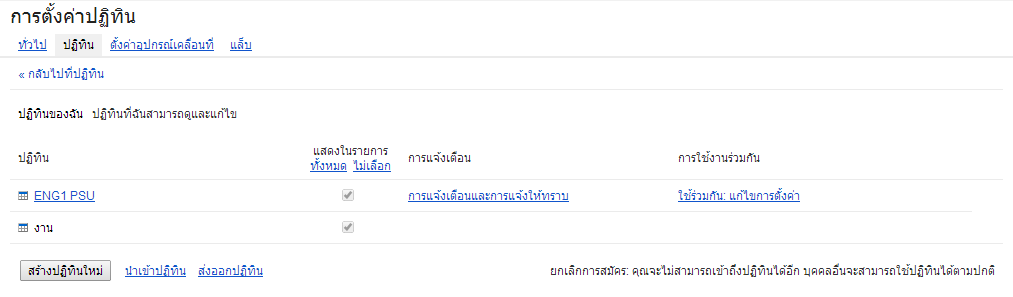 การตั้งค่าปฏิทิน
ทั่วไป ปฏิทิน ตั้งค่าอุปกรณ์เคลื่อนที่ แล็บ
« กลับไปที่ปฏิทิน
ปฏิทินของฉัน ปฏิทินที่ฉันสามารถดูและแก้ไข
ปฏิทิน แสดงในรายการ การแจ้งเตือน การใช้งานร่วมกัน
ทั้งหมด ไม่เลือก
ENG1 PSU การแจ้งเตือนและการแจ้งให้ทราบ ใช้ร่วมกัน: แก้ไขการตั้งค่า
งาน
สร้างปฏิทินใหม่ นำเข้าปฏิทิน ส่งออกปฏิทิน ยกเลิกการสมัคร: คุณจะไม่สามารถเข้าถึงปฏิทินได้อีก บุคคลอื่นจะสามารถใช้ปฏิทินได้ตามปกติ